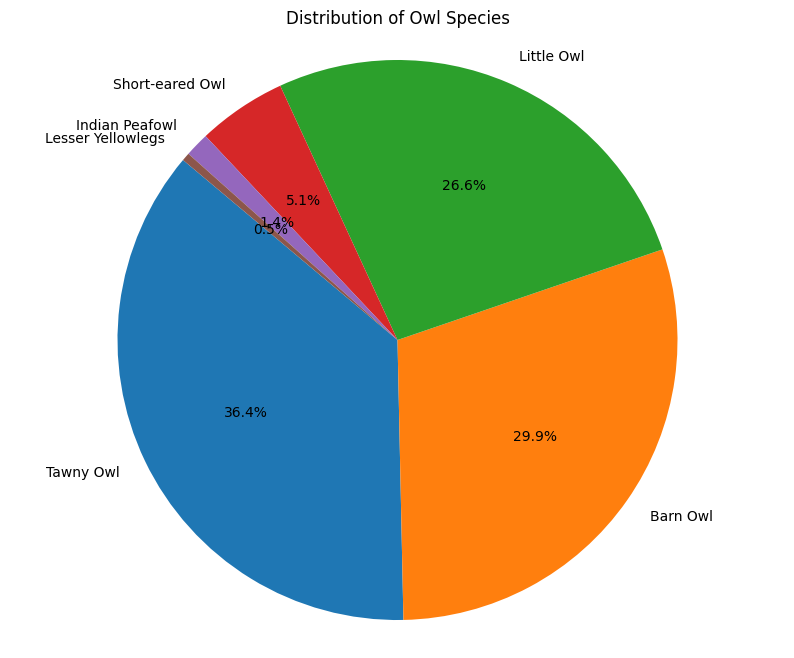 Distribution of Owl Species
Little Owl
Short-eared Owl
Indian Peafowl
Lesser Yellowlegs
26.6%
5.1%
1.4%
0.5%
36.4%
29.9%
Tawny Owl
Barn Owl